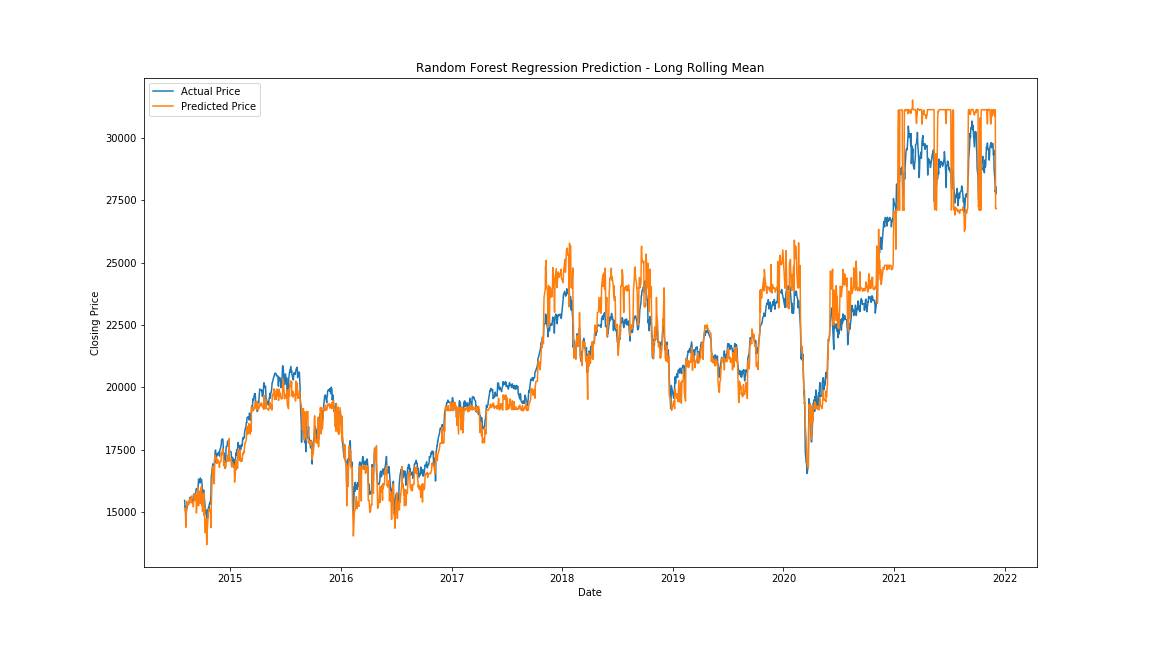 Random Forest Regression Prediction - Long Rolling Mean
Actual Price
Predicted Price
Closing Price
30000
27500
25000
22500
20000
17500
15000
2015 2016 2017 2018 2019 2020 2021 2022
Date